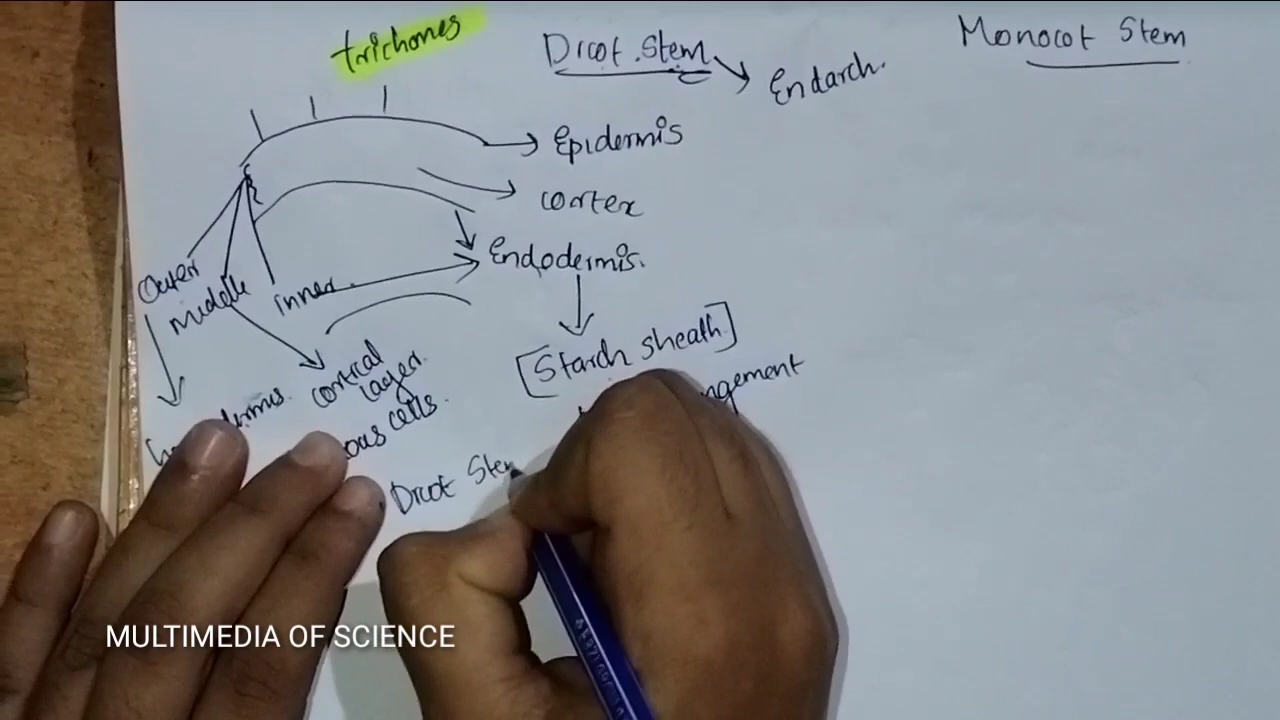 trichomes
Dicot Stem
Endarch.
Monocot Stem
Epidermis
cortex
Endodermis.
Outer
Middle
inner.
[Starch sheath]
cortical
layer.
cells.
Dicot Stem
MULTIMEDIA OF SCIENCE